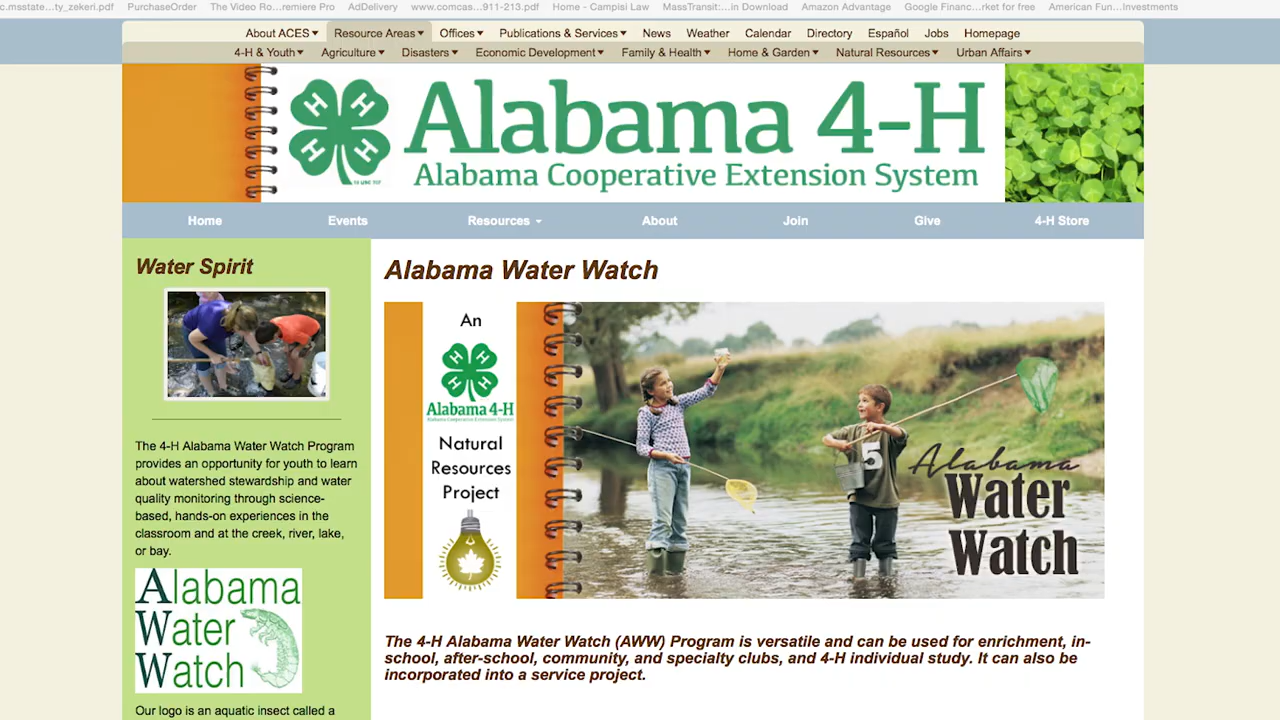 c.msstate...ty_zekeri.pdf PurchaseOrder The Video Ro...remiere Pro AdDelivery www.comcas...911-213.pdf Home - Campisi Law MassTransit:...in Download Amazon Advantage Google Financ...rket for free American Fun...Investments
About ACES Resource Areas Offices Publications & Services News Weather Calendar Directory Español Jobs Homepage
4-H & Youth Agriculture Disasters Economic Development Family & Health Home & Garden Natural Resources Urban Affairs
H H H H
Alabama 4-H
Alabama Cooperative Extension System
Home Events Resources About Join Give 4-H Store
Water Spirit
The 4-H Alabama Water Watch Program
provides an opportunity for youth to learn
about watershed stewardship and water
quality monitoring through science-
based, hands-on experiences in the
classroom and at the creek, river, lake,
or bay.
Alabama
Water
Watch
Our logo is an aquatic insect called a
Alabama Water Watch
An
H H H H
Alabama 4-H
Alabama Cooperative Extension System
Natural
Resources
Project
5
Alabama
Water
Watch
The 4-H Alabama Water Watch (AWW) Program is versatile and can be used for enrichment, in-
school, after-school, community, and specialty clubs, and 4-H individual study. It can also be
incorporated into a service project.